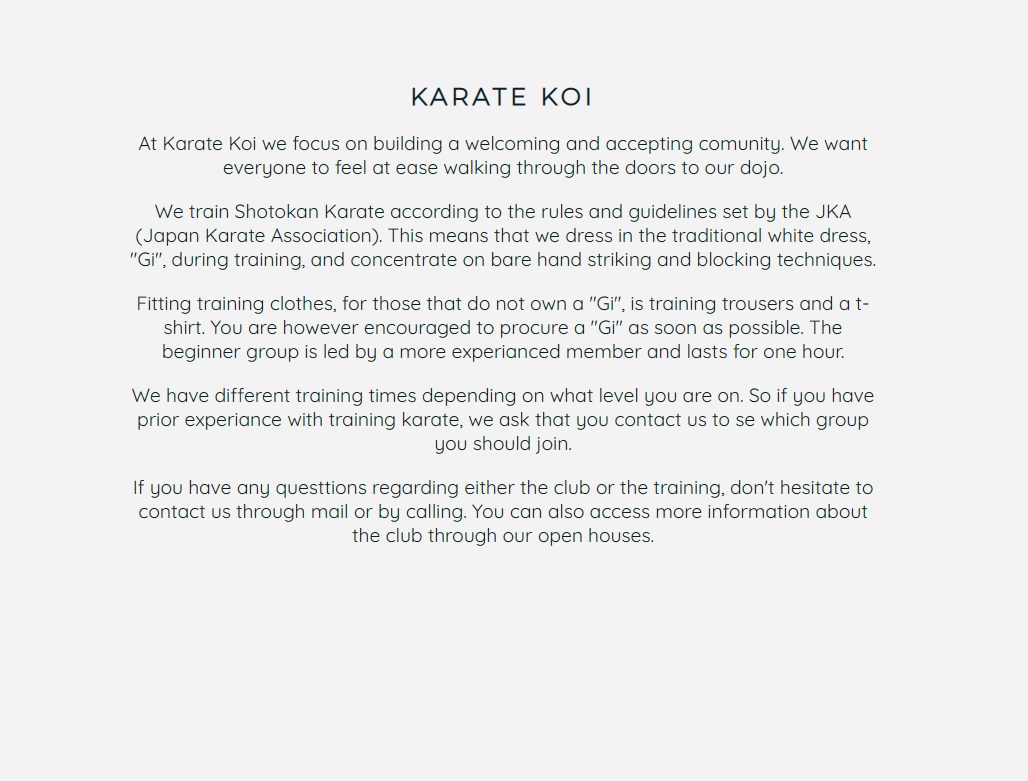 KARATE KOI
At Karate Koi we focus on building a welcoming and accepting comunity. We want
everyone to feel at ease walking through the doors to our dojo.
We train Shotokan Karate according to the rules and guidelines set by the JKA
(Japan Karate Association). This means that we dress in the traditional white dress,
"Gi", during training, and concentrate on bare hand striking and blocking techniques.
Fitting training clothes, for those that do not own a "Gi", is training trousers and a t-
shirt. You are however encouraged to procure a "Gi" as soon as possible. The
beginner group is led by a more experianced member and lasts for one hour.
We have different training times depending on what level you are on. So if you have
prior experiance with training karate, we ask that you contact us to se which group
you should join.
If you have any questtions regarding either the club or the training, don't hesitate to
contact us through mail or by calling. You can also access more information about
the club through our open houses.